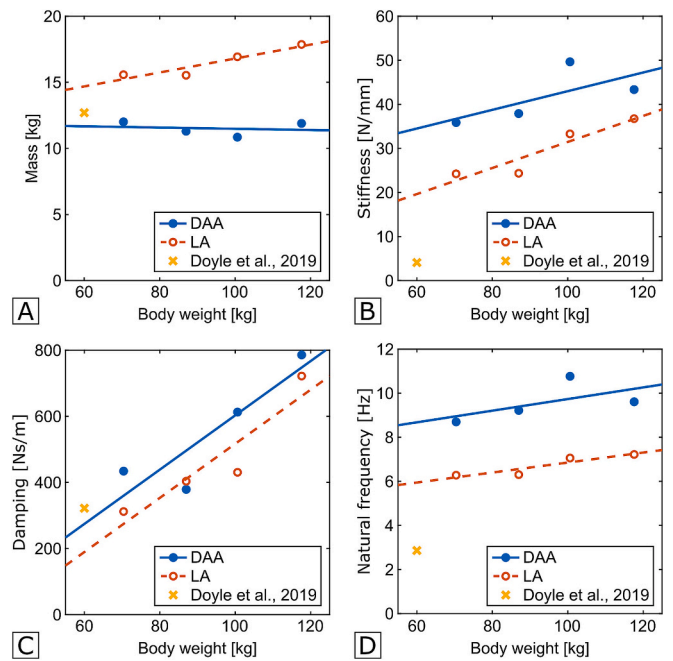 20
15
10
5
0
Mass [kg]
DAA
LA
Doyle et al., 2019
60
80
100
120
Body weight [kg]
A
60
50
40
30
20
10
0
Stiffness [N/mm]
DAA
LA
Doyle et al., 2019
60
80
100
120
Body weight [kg]
B
800
600
400
200
0
Damping [Ns/m]
DAA
LA
Doyle et al., 2019
60
80
100
120
Body weight [kg]
C
12
10
8
6
4
2
0
Natural frequency [Hz]
DAA
LA
Doyle et al., 2019
60
80
100
120
Body weight [kg]
D